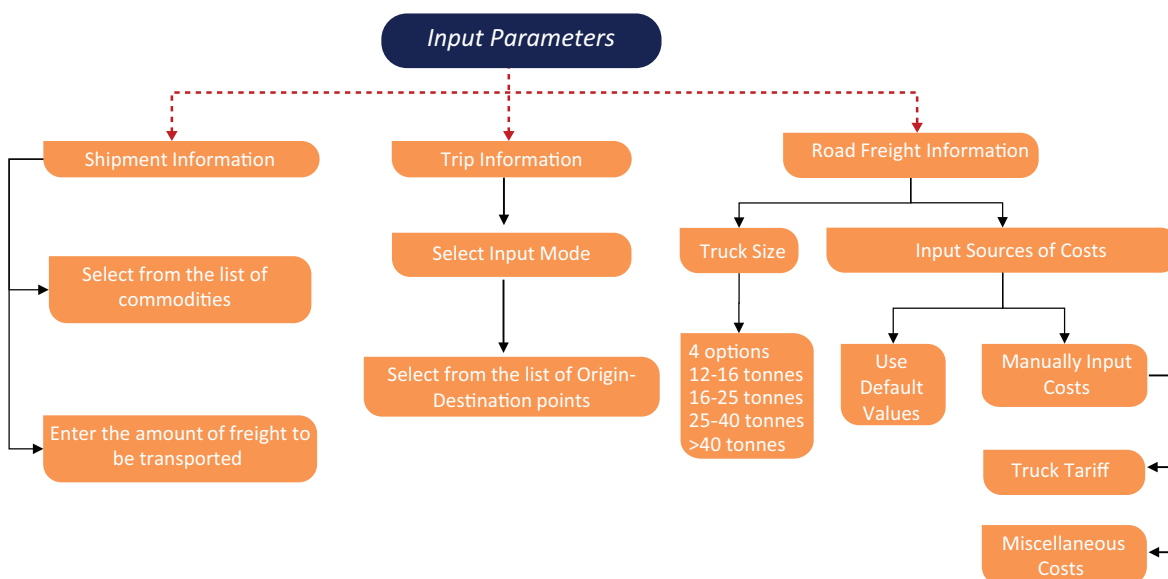 Input Parameters
Shipment Information
Select from the list of
commodities
Enter the amount of freight to
be transported
Trip Information
Select Input Mode
Select from the list of Origin-
Destination points
Road Freight Information
Truck Size
4 options
12-16 tonnes
16-25 tonnes
25-40 tonnes
>40 tonnes
Input Sources of Costs
Use
Default
Values
Manually Input
Costs
Truck Tariff
Miscellaneous
Costs